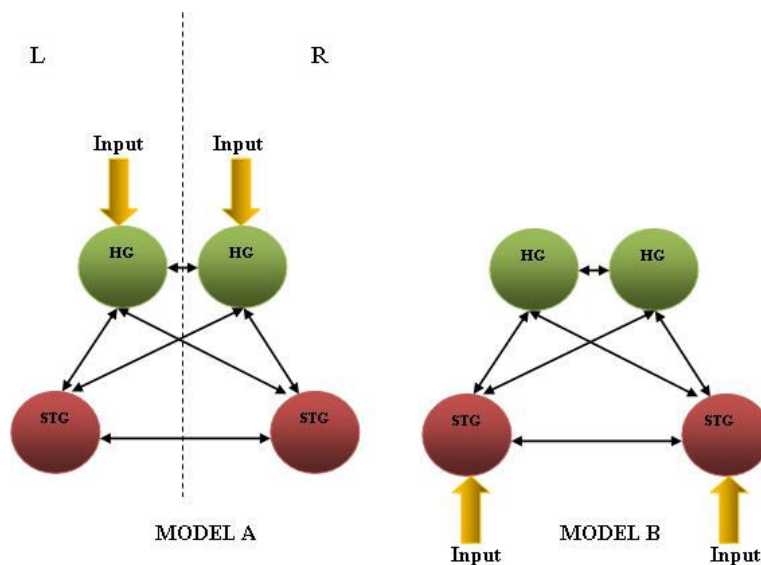 L R
Input Input
HG HG
HG HG
STG STG
STG STG
MODEL A
MODEL B
Input Input